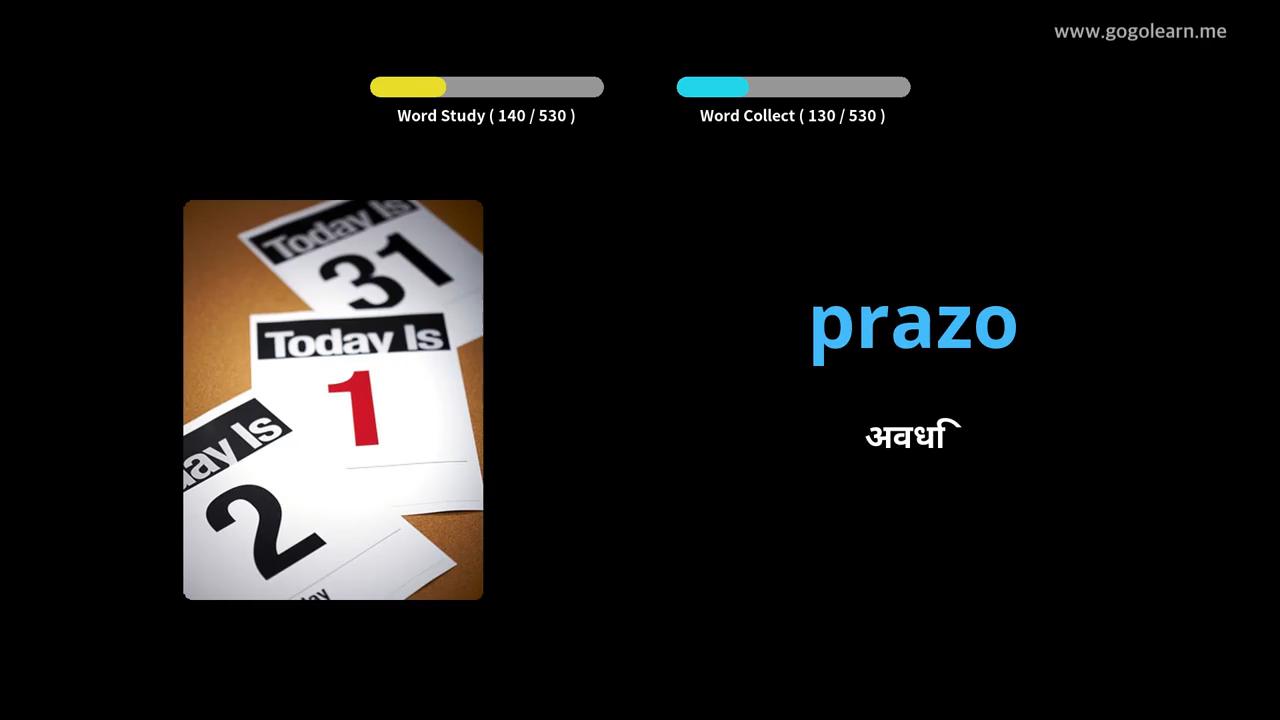 www.gogolearn.me
Word Study ( 140 / 530 )
Word Collect ( 130 / 530 )
Today Is
31
Today Is
1
ay Is
2
day
prazo
अवधि